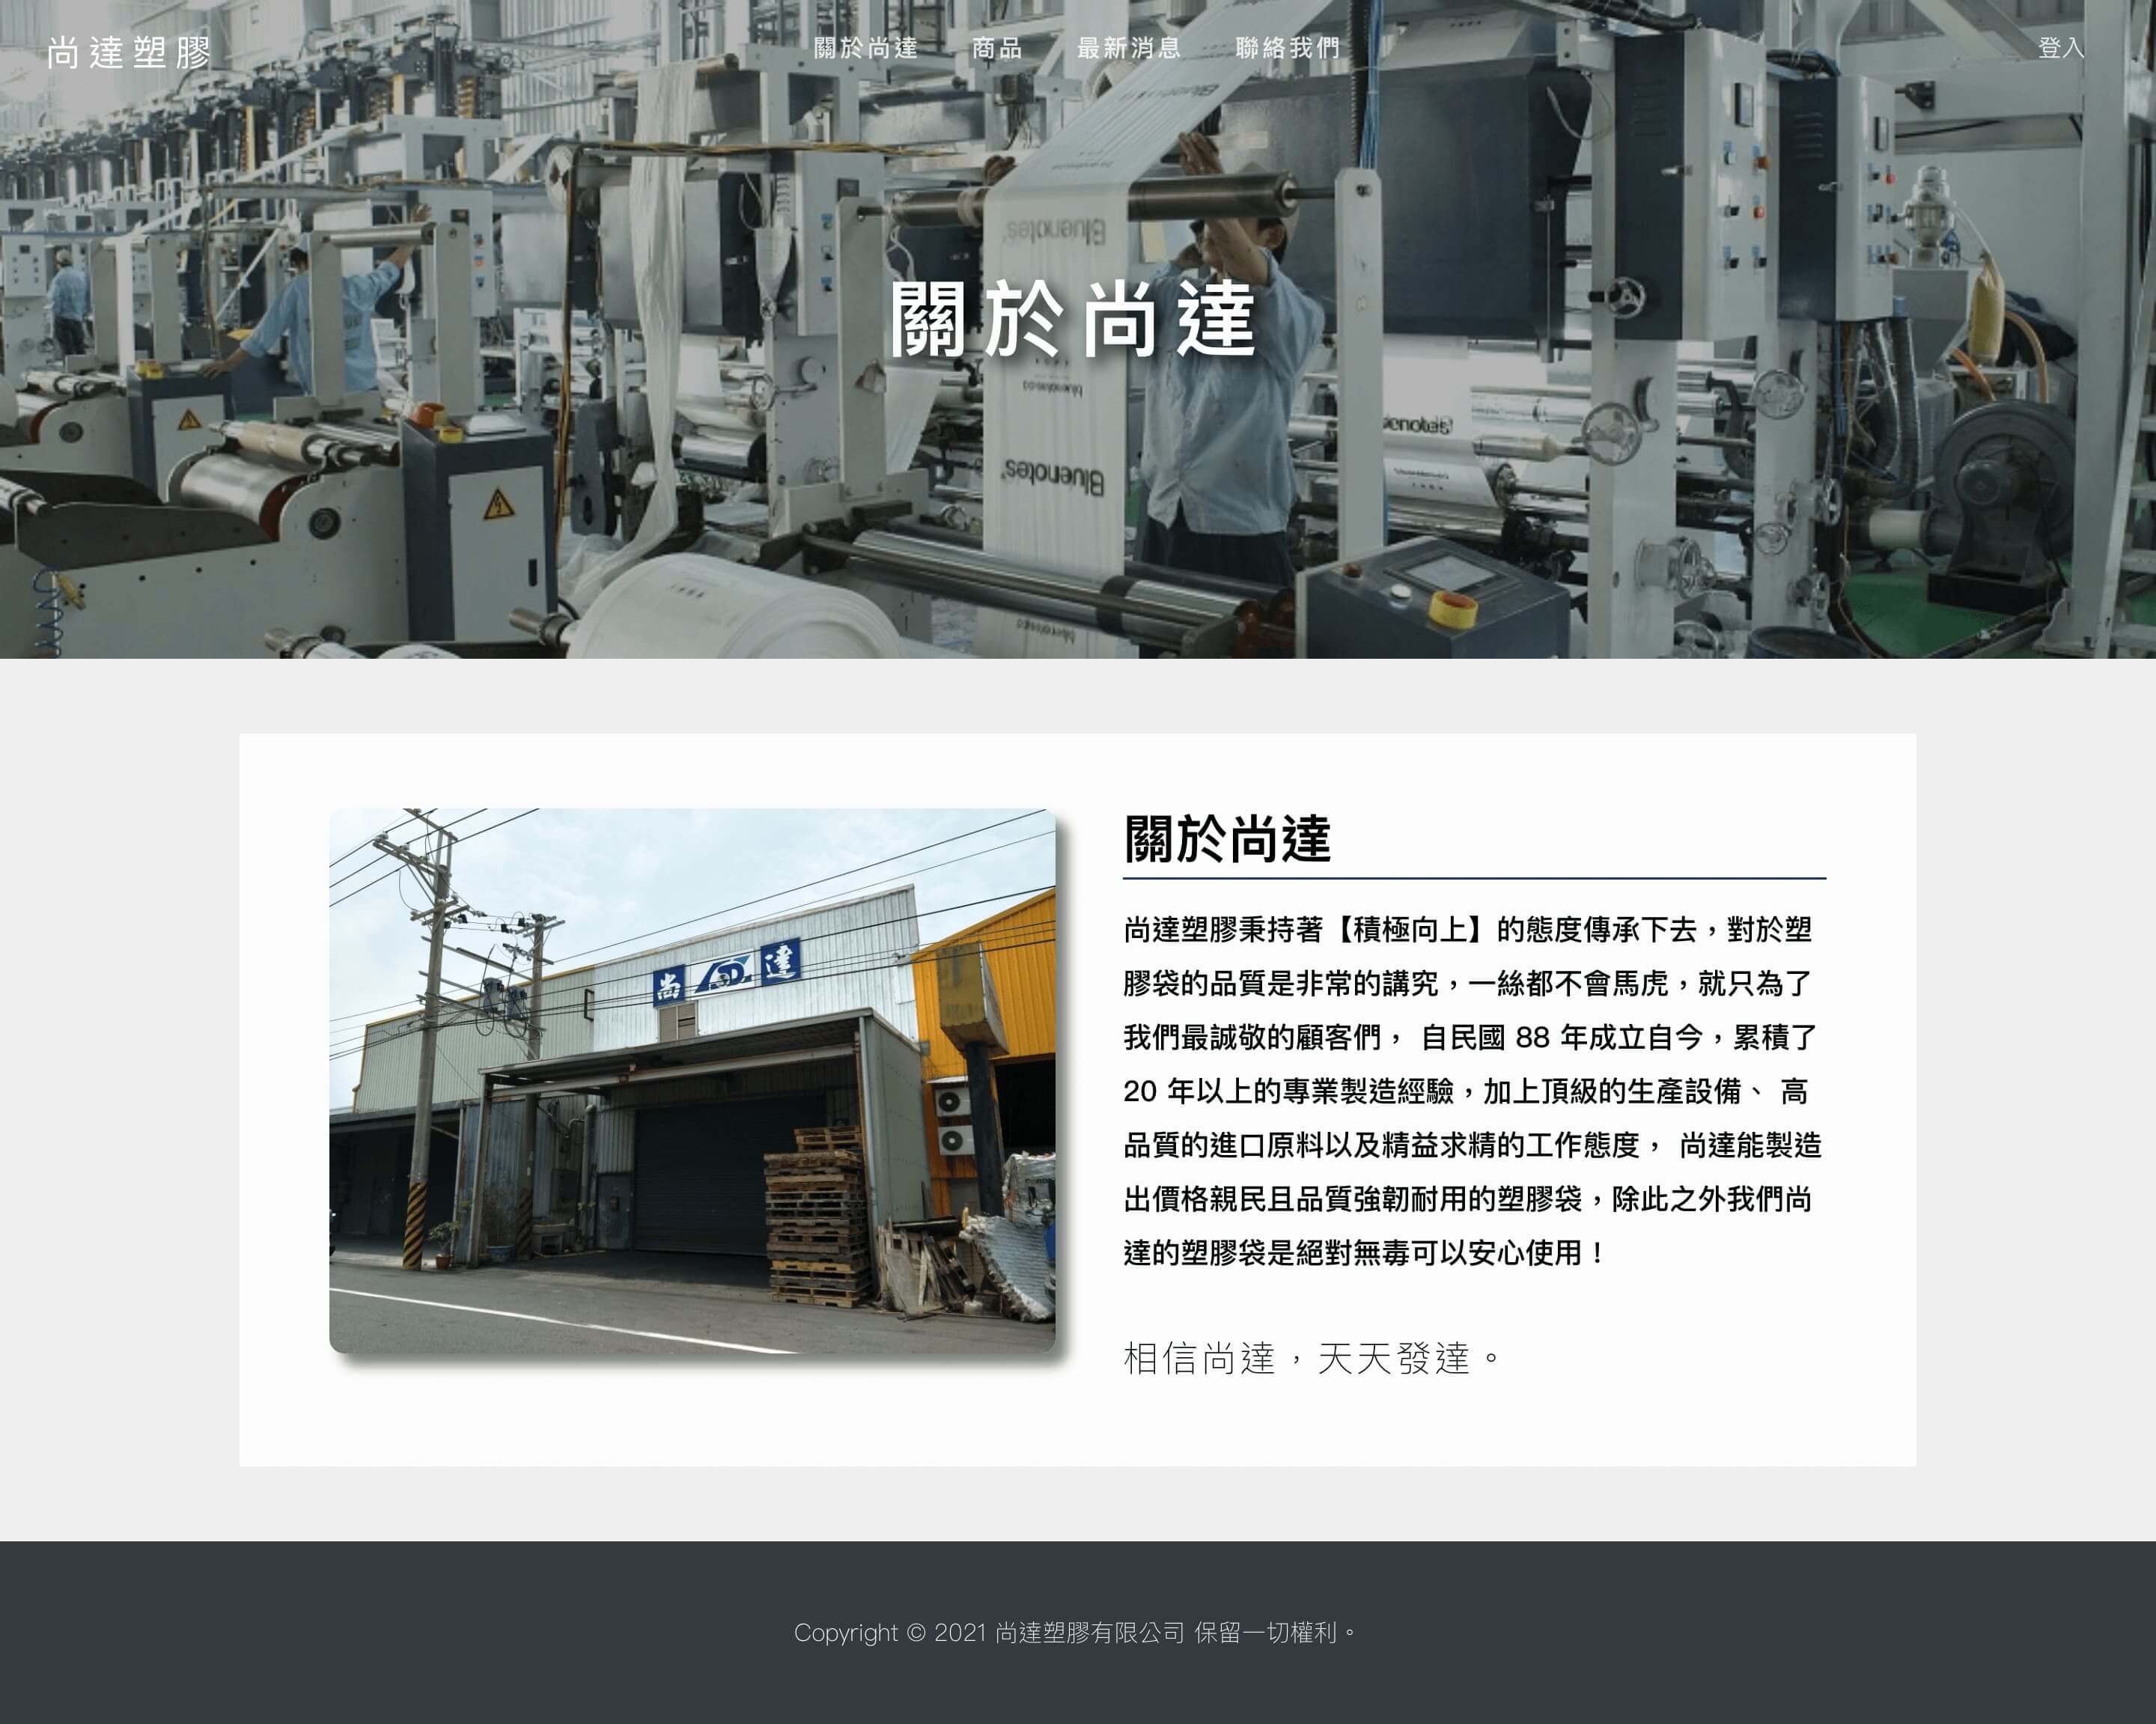 尚達塑膠
關於尚達 商品 最新消息 聯絡我們
登入
Bluenotes
關於尚達
Bluenotes
關於尚達
尚達塑膠秉持著【積極向上】的態度傳承下去，對於塑
膠袋的品質是非常的講究，一絲都不會馬虎，就只為了
我們最誠敬的顧客們， 自民國 88 年成立自今，累積了
20 年以上的專業製造經驗，加上頂級的生產設備、 高
品質的進口原料以及精益求精的工作態度， 尚達能製造
出價格親民且品質強韌耐用的塑膠袋，除此之外我們尚
達的塑膠袋是絕對無毒可以安心使用！
尚 達
相信尚達，天天發達。
Copyright © 2021 尚達塑膠有限公司 保留一切權利。